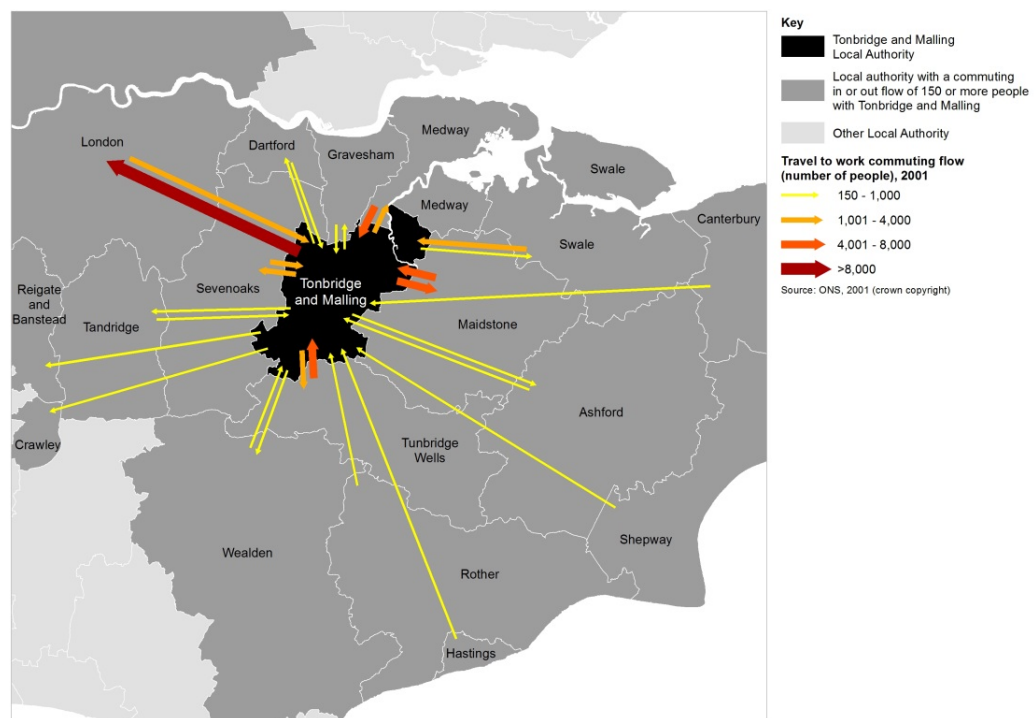 Key
Tonbridge and Malling
Local Authority
Local authority with a commuting
in or out flow of 150 or more people
with Tonbridge and Malling
Other Local Authority
Travel to work commuting flow
(number of people), 2001
150 - 1,000
1,001 - 4,000
4,001 - 8,000
>8,000
Source: ONS, 2001 (crown copyright)
London
Dartford
Gravesham
Medway
Swale
Medway
Canterbury
Swale
Sevenoaks
Tonbridge
and Malling
Reigate
and
Banstead
Tandridge
Maidstone
Ashford
Crawley
Tunbridge
Wells
Shepway
Wealden
Rother
Hastings